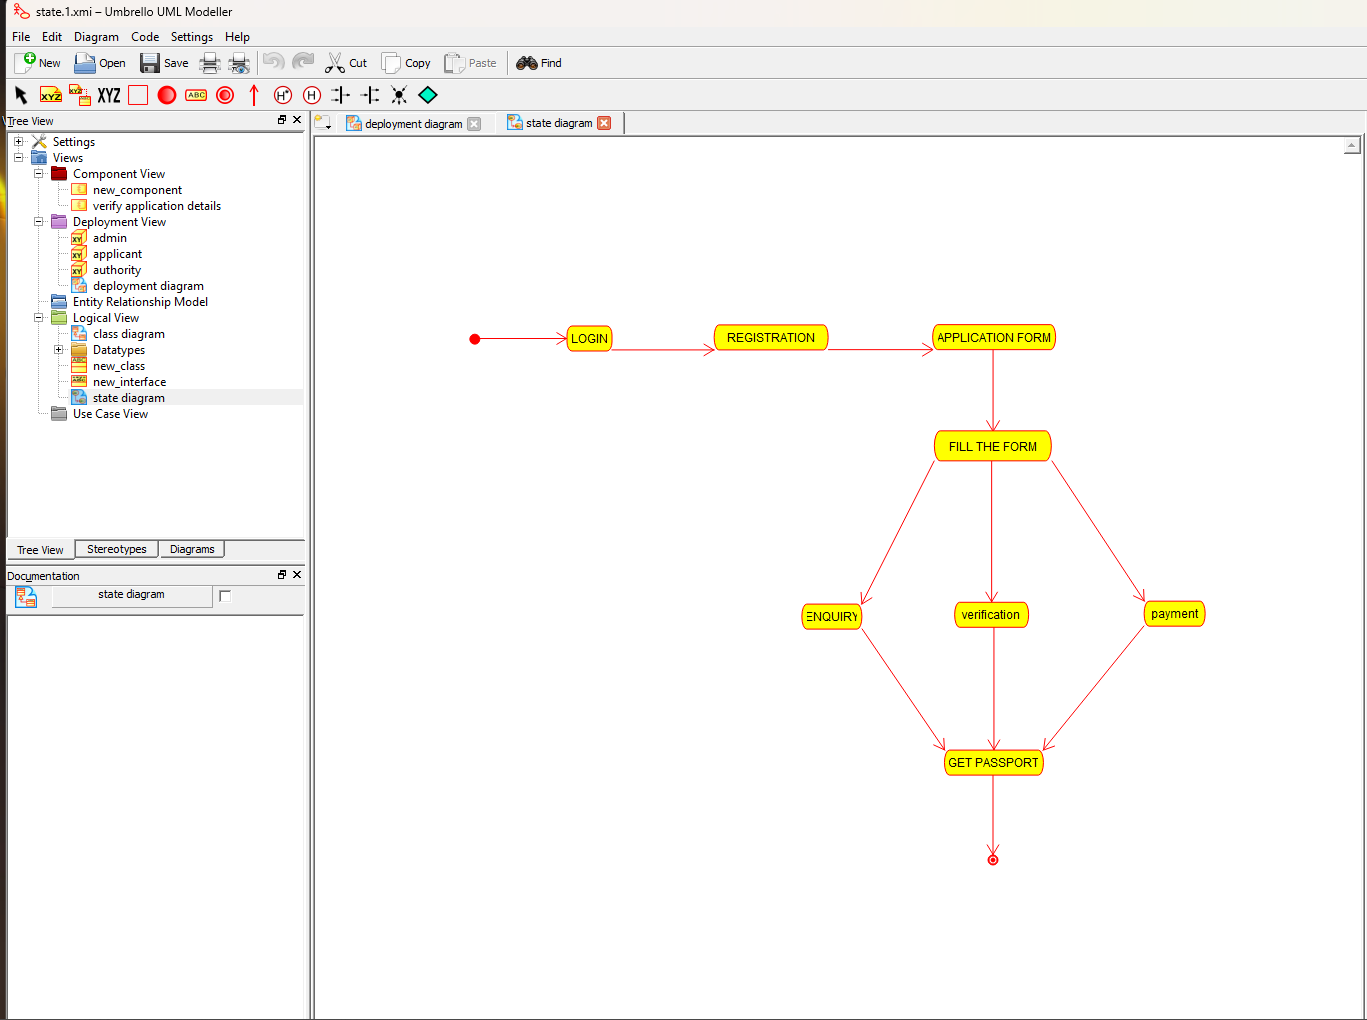 state.1.xmi – Umbrello UML Modeller
File Edit Diagram Code Settings Help
New Open Save Cut Copy Paste Find
XYZ XYZ XYZ ABC H* H
Tree View
deployment diagram
state diagram
Settings
Views
Component View
new_component
verify application details
Deployment View
admin
applicant
authority
deployment diagram
Entity Relationship Model
Logical View
class diagram
Datatypes
new_class
new_interface
state diagram
Use Case View
Tree View Stereotypes Diagrams
Documentation
state diagram
LOGIN
REGISTRATION
APPLICATION FORM
FILL THE FORM
ENQUIRY
verification
payment
GET PASSPORT